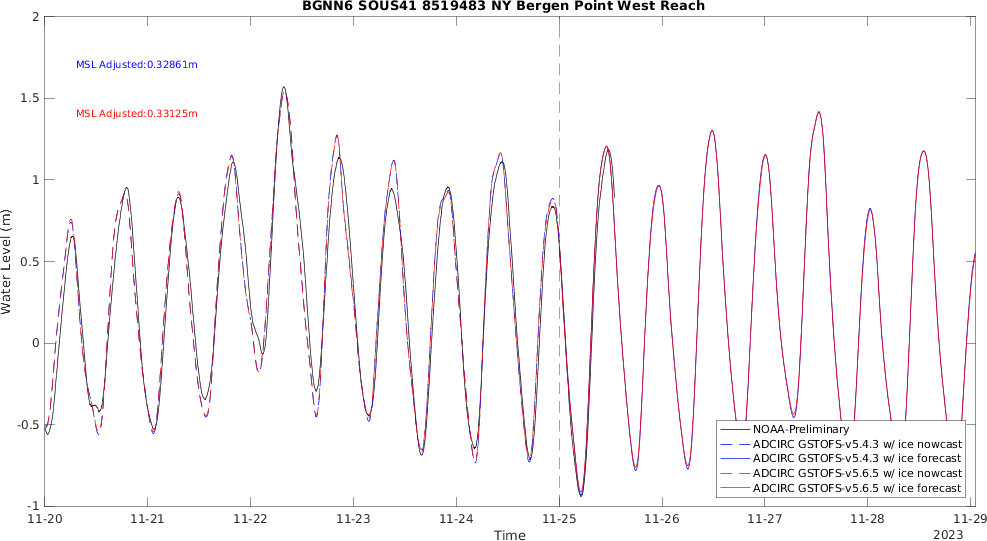 BGNN6 SOUS41 8519483 NY Bergen Point West Reach
2
MSL Adjusted:0.32861m
1.5
MSL Adjusted:0.33125m
1
0.5
Water Level (m)
0
-0.5
NOAA-Preliminary
ADCIRC GSTOFS-v5.4.3 w/ ice nowcast
ADCIRC GSTOFS-v5.4.3 w/ ice forecast
ADCIRC GSTOFS-v5.6.5 w/ ice nowcast
ADCIRC GSTOFS-v5.6.5 w/ ice forecast
-1
11-20 11-21 11-22 11-23 11-24 11-25 11-26 11-27 11-28 11-29
Time
2023